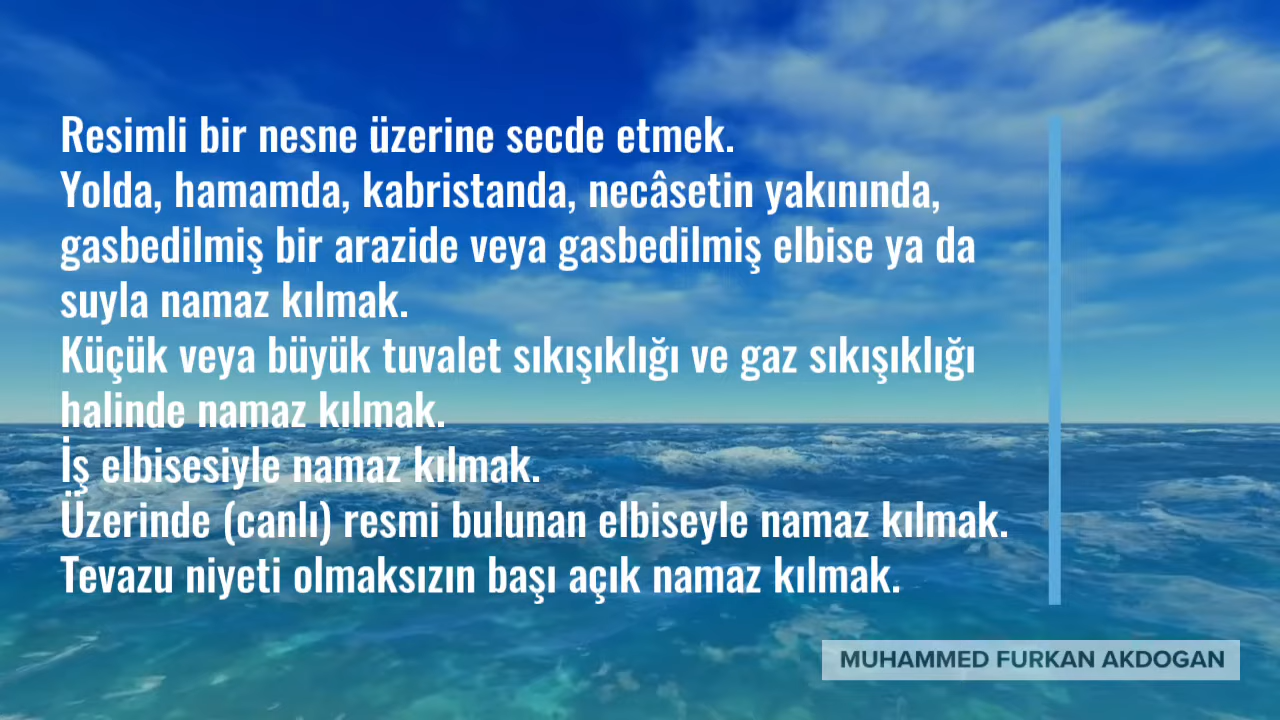 Resimli bir nesne üzerine secde etmek.
Yolda, hamamda, kabristanda, necâsetin yakınında,
gasbedilmiş bir arazide veya gasbedilmiş elbise ya da
suyla namaz kılmak.
Küçük veya büyük tuvalet sıkışıklığı ve gaz sıkışıklığı
halinde namaz kılmak.
İş elbisesiyle namaz kılmak.
Üzerinde (canlı) resmi bulunan elbiseyle namaz kılmak.
Tevazu niyeti olmaksızın başı açık namaz kılmak.
MUHAMMED FURKAN AKDOGAN